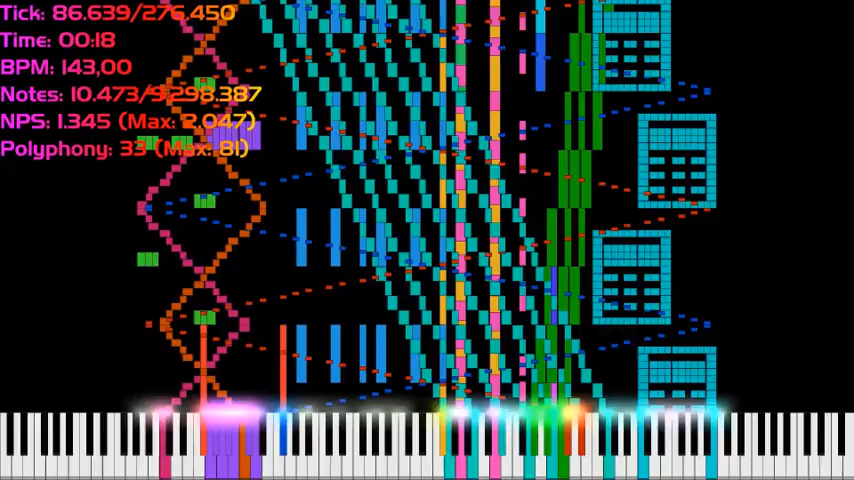 Tick: 86.639/276.450
Time: 00:18
BPM: 143,00
Notes: 10.473/9.298.387
NPS: 1.345 (Max: 2.047)
Polyphony: 33 (Max: 81)